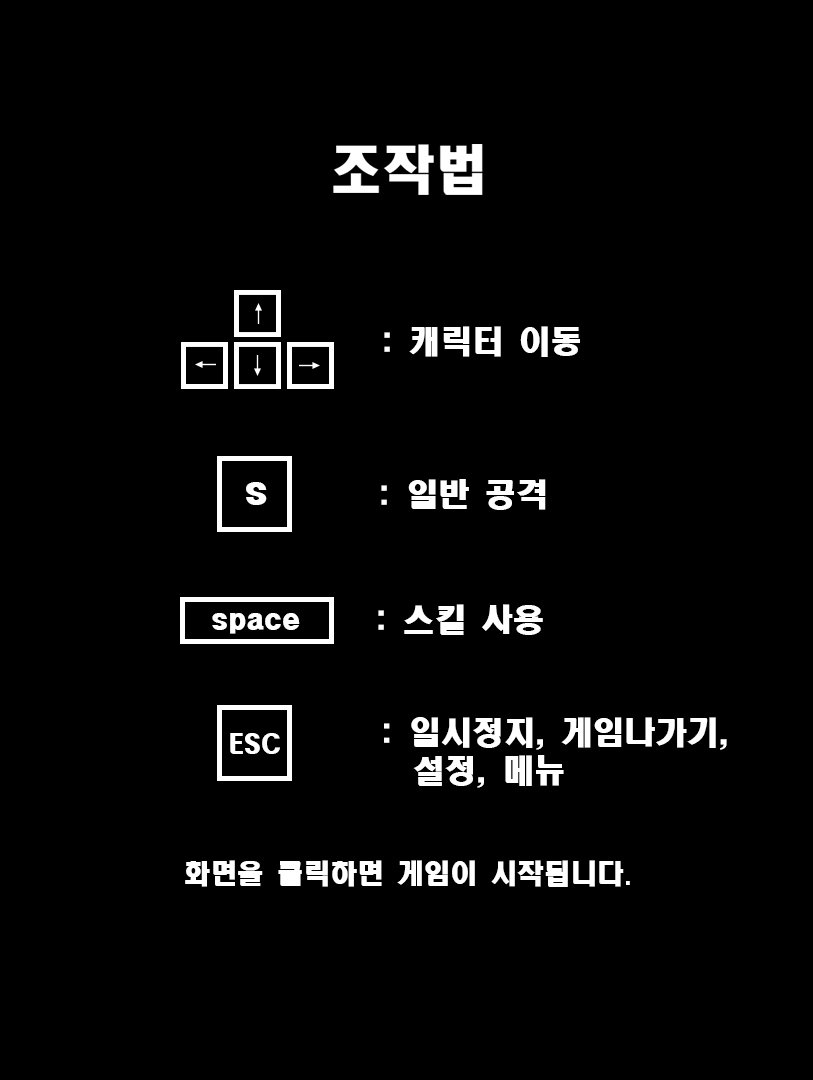 조작법
↑
← ↓ → : 캐릭터 이동
S : 일반 공격
space : 스킬 사용
ESC : 일시정지, 게임나가기,
설정, 메뉴
화면을 클릭하면 게임이 시작됩니다.